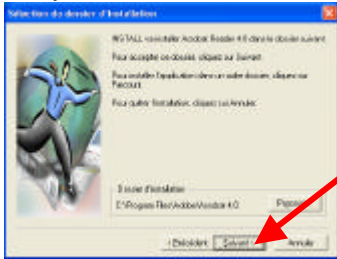 Sélection du dossier d'Installation
INSTALL va installer Acrobat Reader 4.0 dans le dossier suivant.
Pour accepter ce dossier, cliquez sur Suivant.
Pour installer l'application dans un autre dossier, cliquez sur
Parcourir.
Pour quitter l'installation, cliquez sur Annuler.
Dossier d'installation
C:\Program Files\Adobe\Acrobat 4.0
< Précédent
Suivant >
Annuler